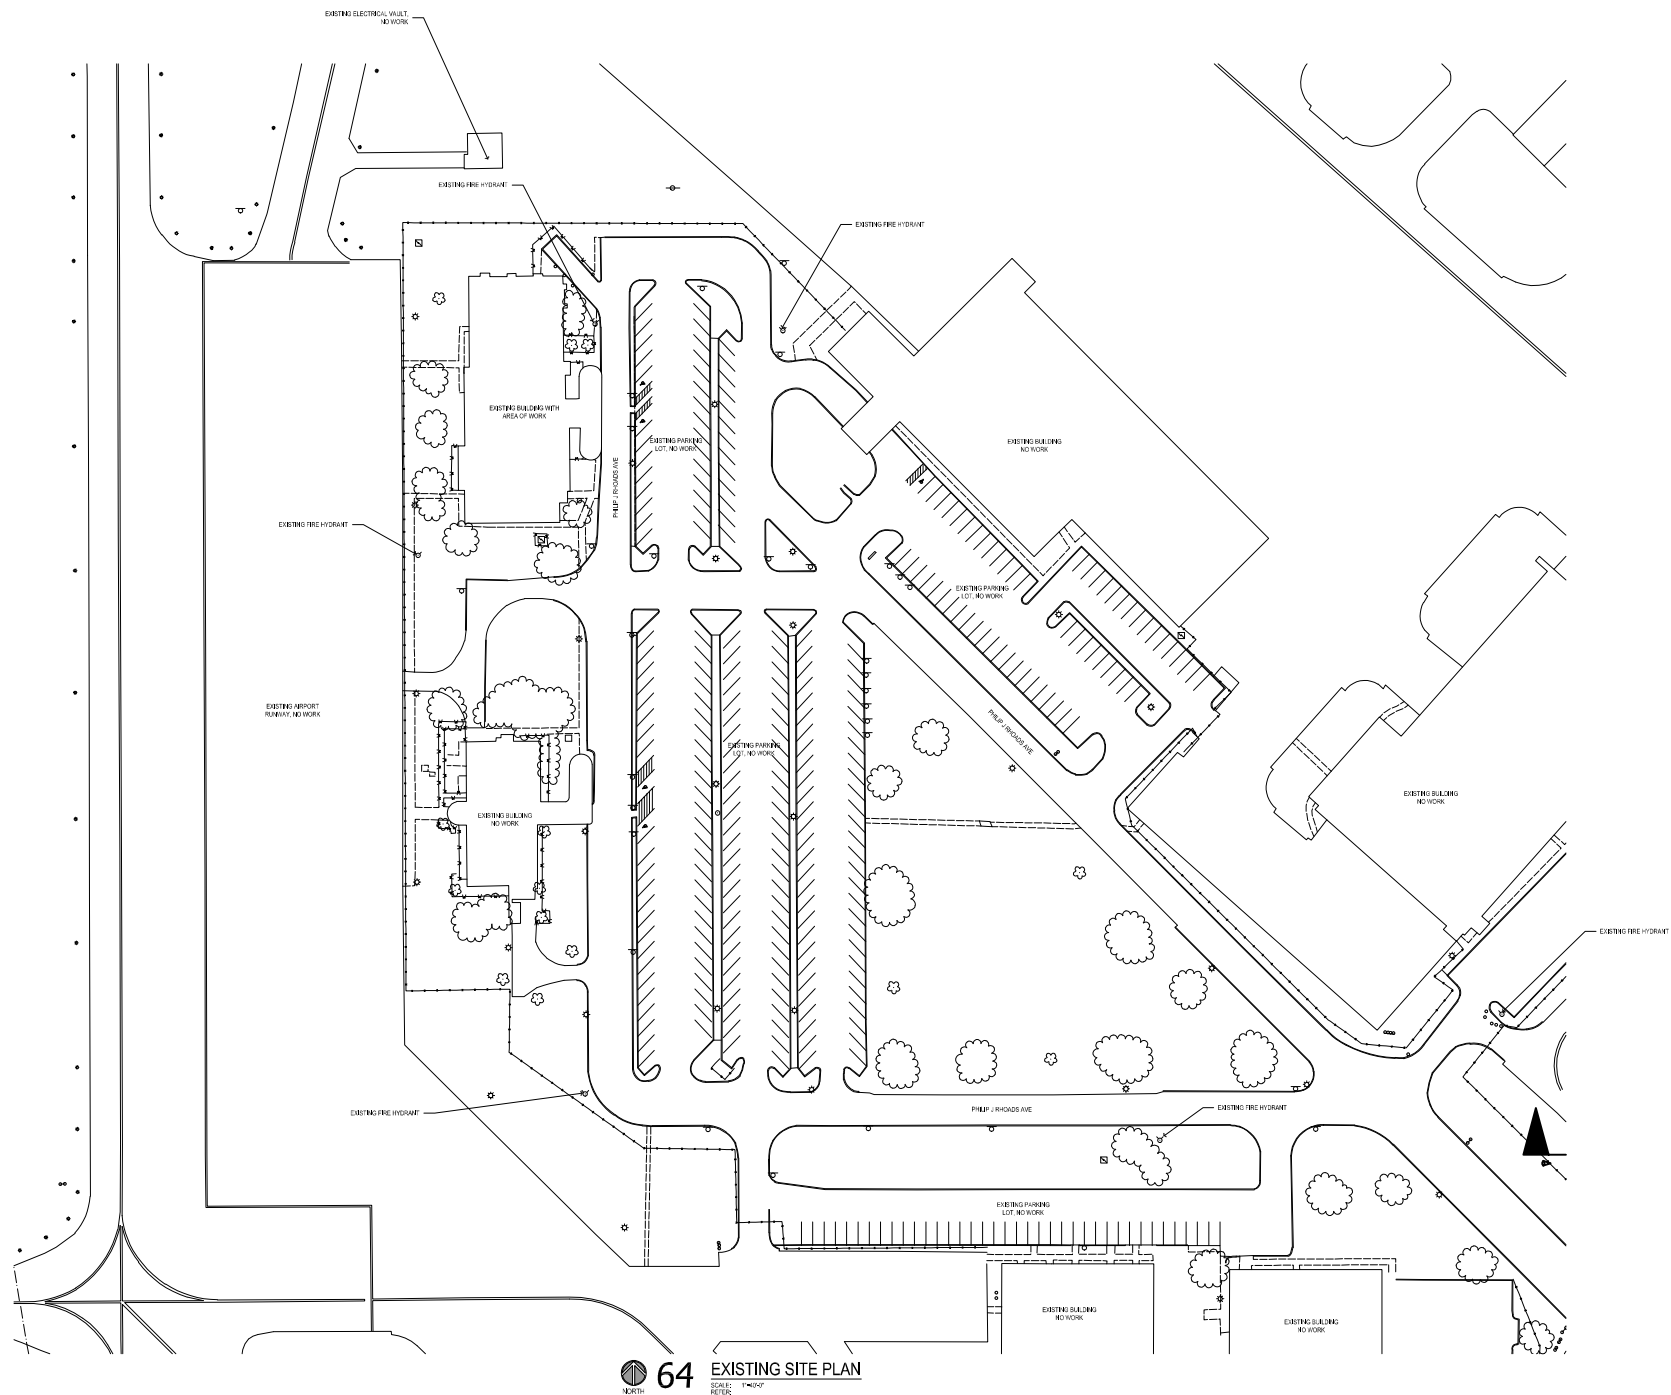 EXISTING ELECTRICAL VAULT,
NO WORK
EXISTING FIRE HYDRANT
EXISTING FIRE HYDRANT
EXISTING BUILDING WITH
AREA OF WORK
EXISTING PARKING
LOT, NO WORK
EXISTING BUILDING
NO WORK
PHILIP J RHOADS AVE
EXISTING FIRE HYDRANT
EXISTING PARKING
LOT, NO WORK
EXISTING AIRPORT
RUNWAY, NO WORK
PHILIP J RHOADS AVE
EXISTING PARKING
LOT, NO WORK
EXISTING BUILDING
NO WORK
EXISTING BUILDING
NO WORK
EXISTING FIRE HYDRANT
EXISTING FIRE HYDRANT
PHILIP J RHOADS AVE
EXISTING FIRE HYDRANT
EXISTING PARKING
LOT, NO WORK
EXISTING BUILDING
NO WORK
EXISTING BUILDING
NO WORK
NORTH
64
EXISTING SITE PLAN
SCALE: 1"=40'-0"
REFER: